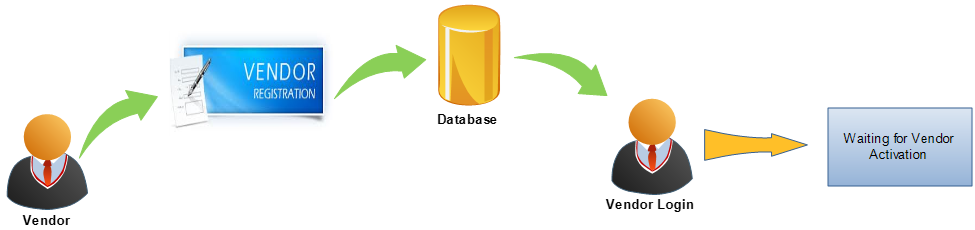 VENDOR
REGISTRATION
Database
Waiting for Vendor
Activation
Vendor Login
Vendor